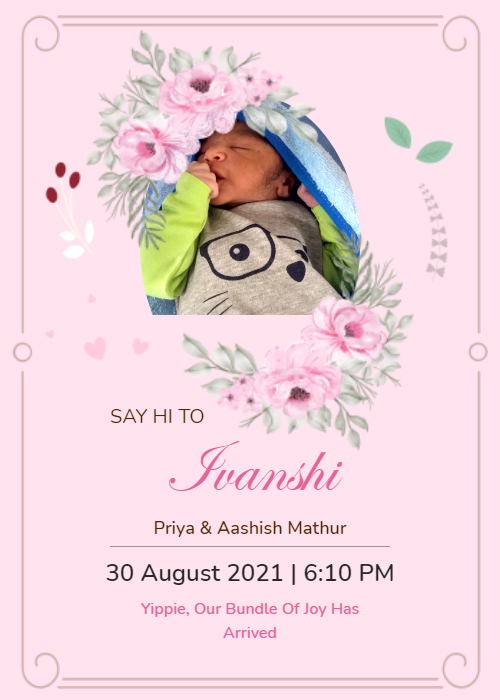 SAY HI TO
Ivanshi
Priya & Aashish Mathur
30 August 2021 | 6:10 PM
Yippie, Our Bundle Of Joy Has
Arrived